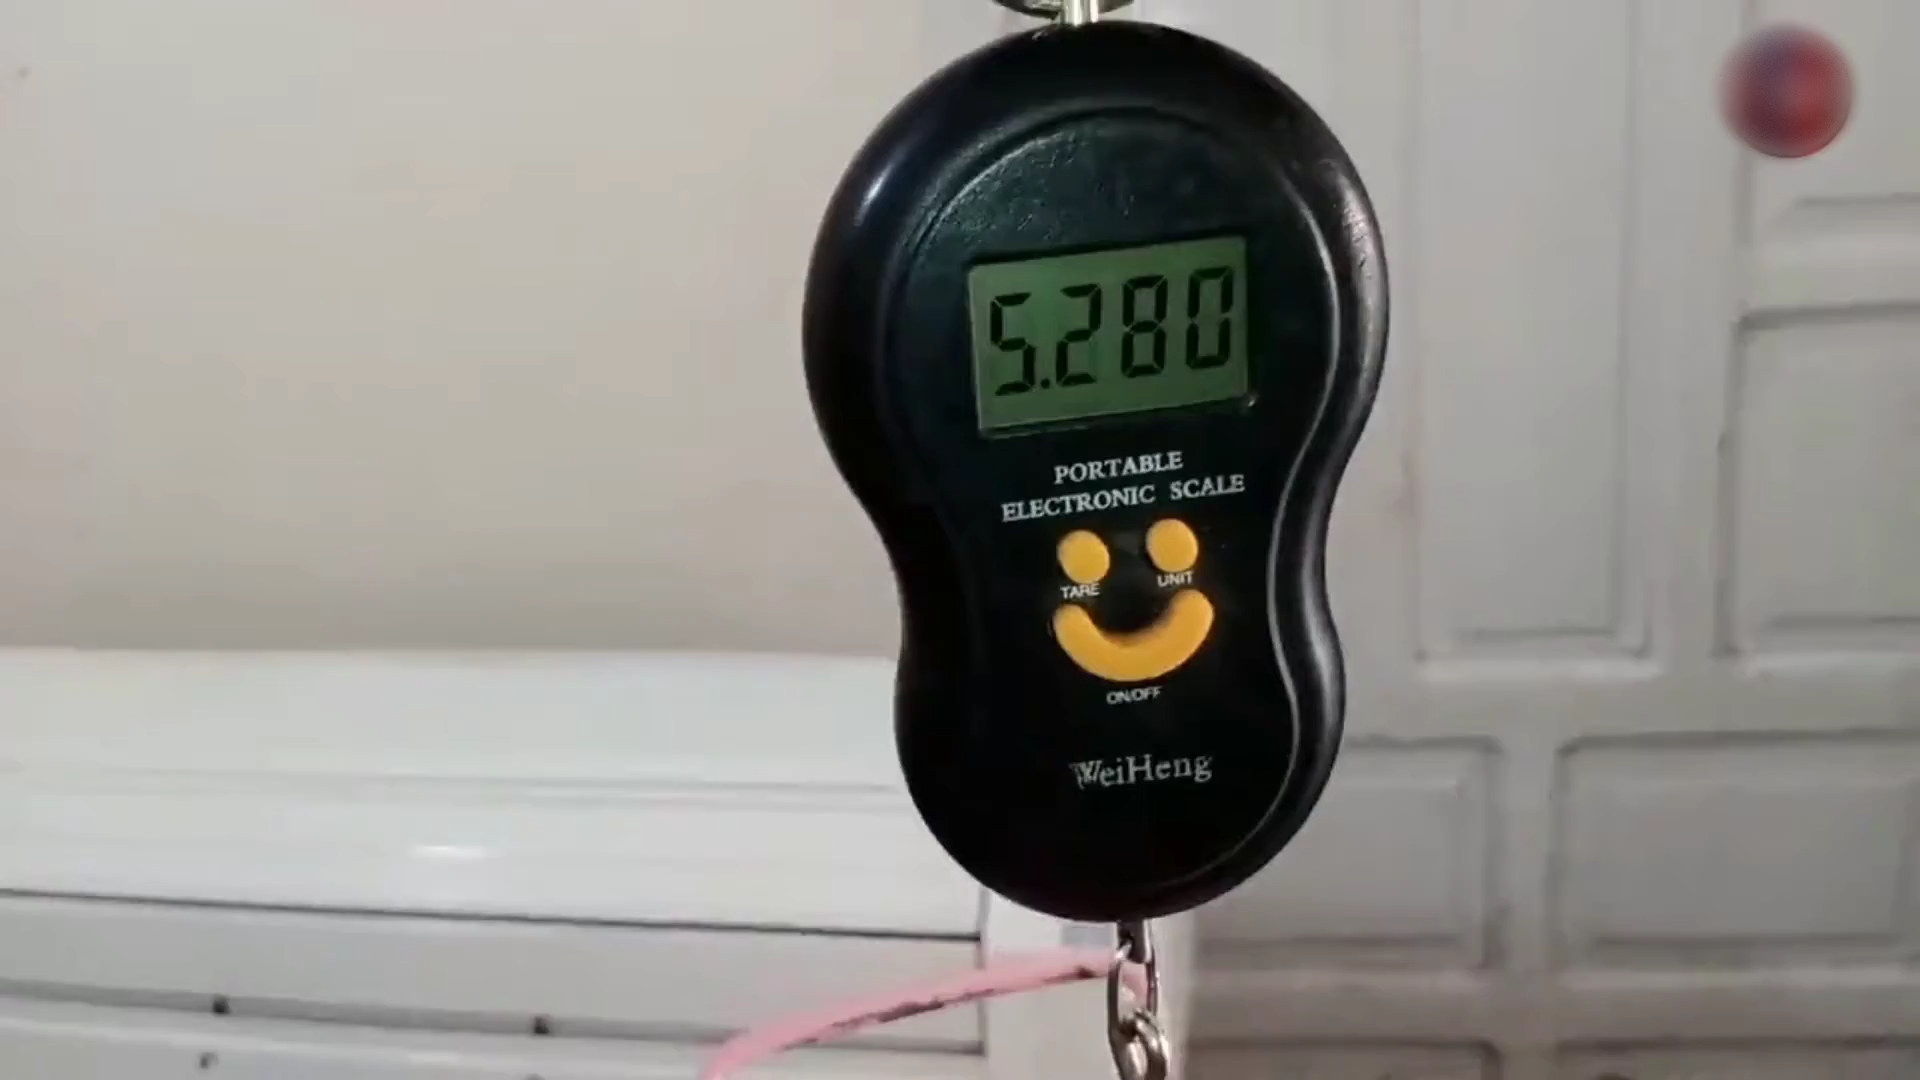 5.280
PORTABLE
ELECTRONIC SCALE
TARE UNIT
ON/OFF
WeiHeng